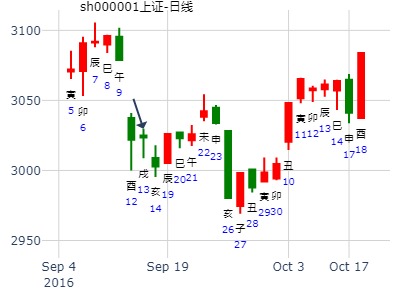 sh000001上证-日线
3100
3050
3000
2950
寅
5
卯
6
辰
7
巳
8
午
9
酉
12
戌
13
亥
14
辰
19
巳
20
午
21
未
22
申
23
亥
26
子
27
丑
28
寅
29
卯
30
丑
10
寅
11
卯
12
辰
13
巳
14
申
17
酉
18
Sep 4
2016
Sep 19
Oct 3
Oct 17